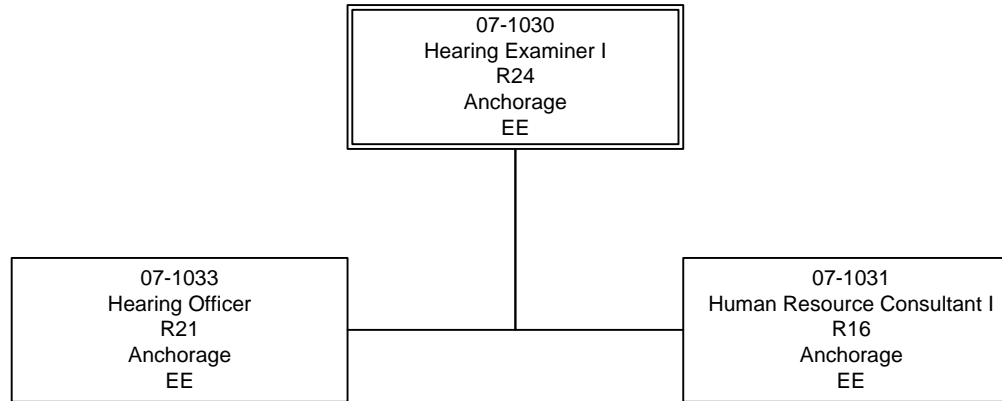 07-1030
Hearing Examiner I
R24
Anchorage
EE
07-1033
Hearing Officer
R21
Anchorage
EE
07-1031
Human Resource Consultant I
R16
Anchorage
EE